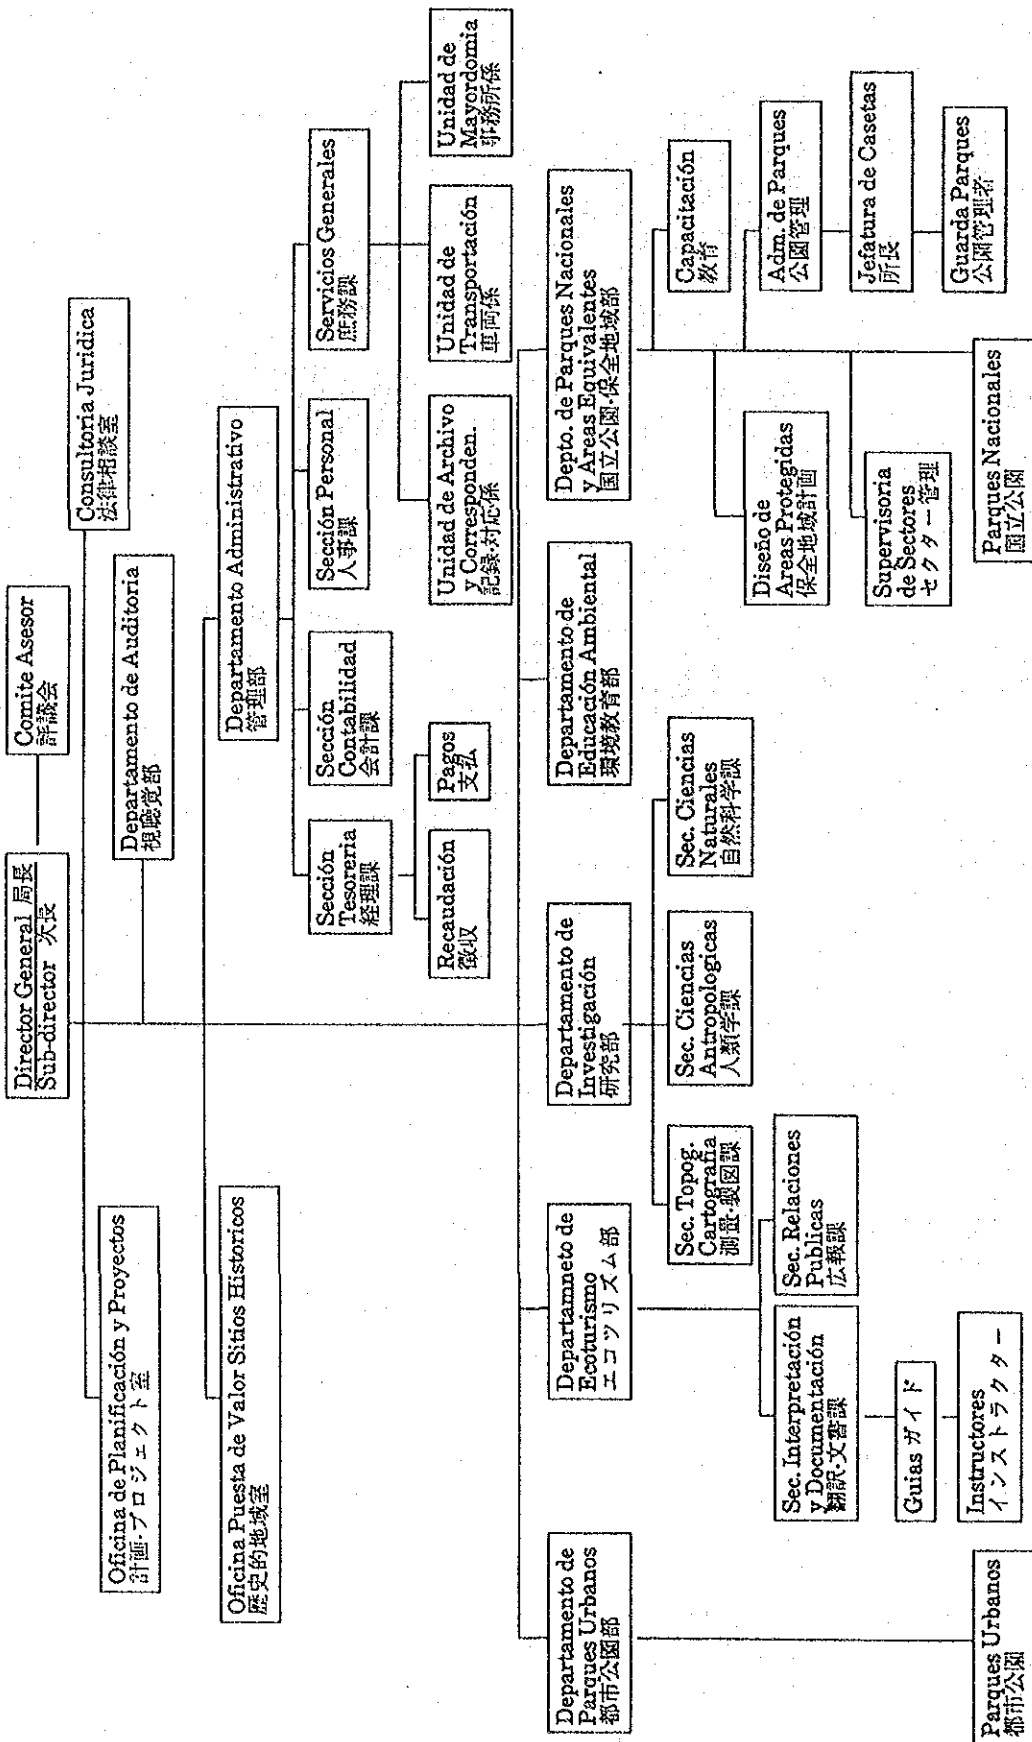 Director General 局長
Sub-director 次長
Comite Asesor
評議会
Consultoria Juridica
法律相談室
Oficina de Planificación y Proyectos
計画・プロジェクト室
Departamento de Auditoria
視聴覚部
Oficina Puesta de Valor Sitios Historicos
歴史的地域室
Departamento Administrativo
管理部
Sección
Tesoreria
経理課
Sección
Contabilidad
会計課
Sección Personal
人事課
Servicios Generales
庶務課
Recaudación
徴収
Pagos
支払
Unidad de Archivo
y Corresponden.
記録・対応係
Unidad de
Transportación
車両係
Unidad de
Mayordomia
事務所係
Departamento de
Parques Urbanos
都市公園部
Departamneto de
Ecoturismo
エコツリズム部
Departamento de
Investigación
研究部
Departamento de
Educación Ambiental
環境教育部
Depto. de Parques Nacionales
y Areas Equivalentes
国立公園・保全地域部
Sec. Topog.
Cartografia
測量・製図課
Sec. Ciencias
Antropologicas
人類学課
Sec. Ciencias
Naturales
自然科学課
Capacitación
教育
Sec. Interpretación
y Documentación
翻訳・文書課
Sec. Relaciones
Publicas
広報課
Diseño de
Areas Protegidas
保全地域計画
Adm. de Parques
公園管理
Guias ガイド
Supervisoria
de Sectores
セクター管理
Jefatura de Casetas
所長
Instructores
インストラクター
Guarda Parques
公園管理者
Parques Urbanos
都市公園
Parques Nacionales
国立公園